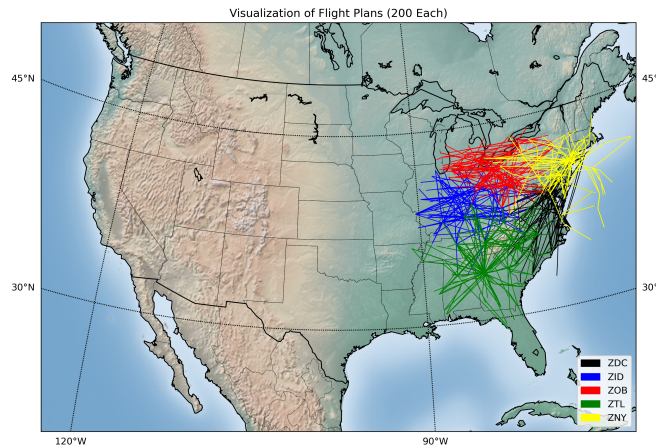 Visualization of Flight Plans (200 Each)
45°N
45°
30°N
30°
ZDC
ZID
ZOB
ZTL
ZNY
120°W
90°W